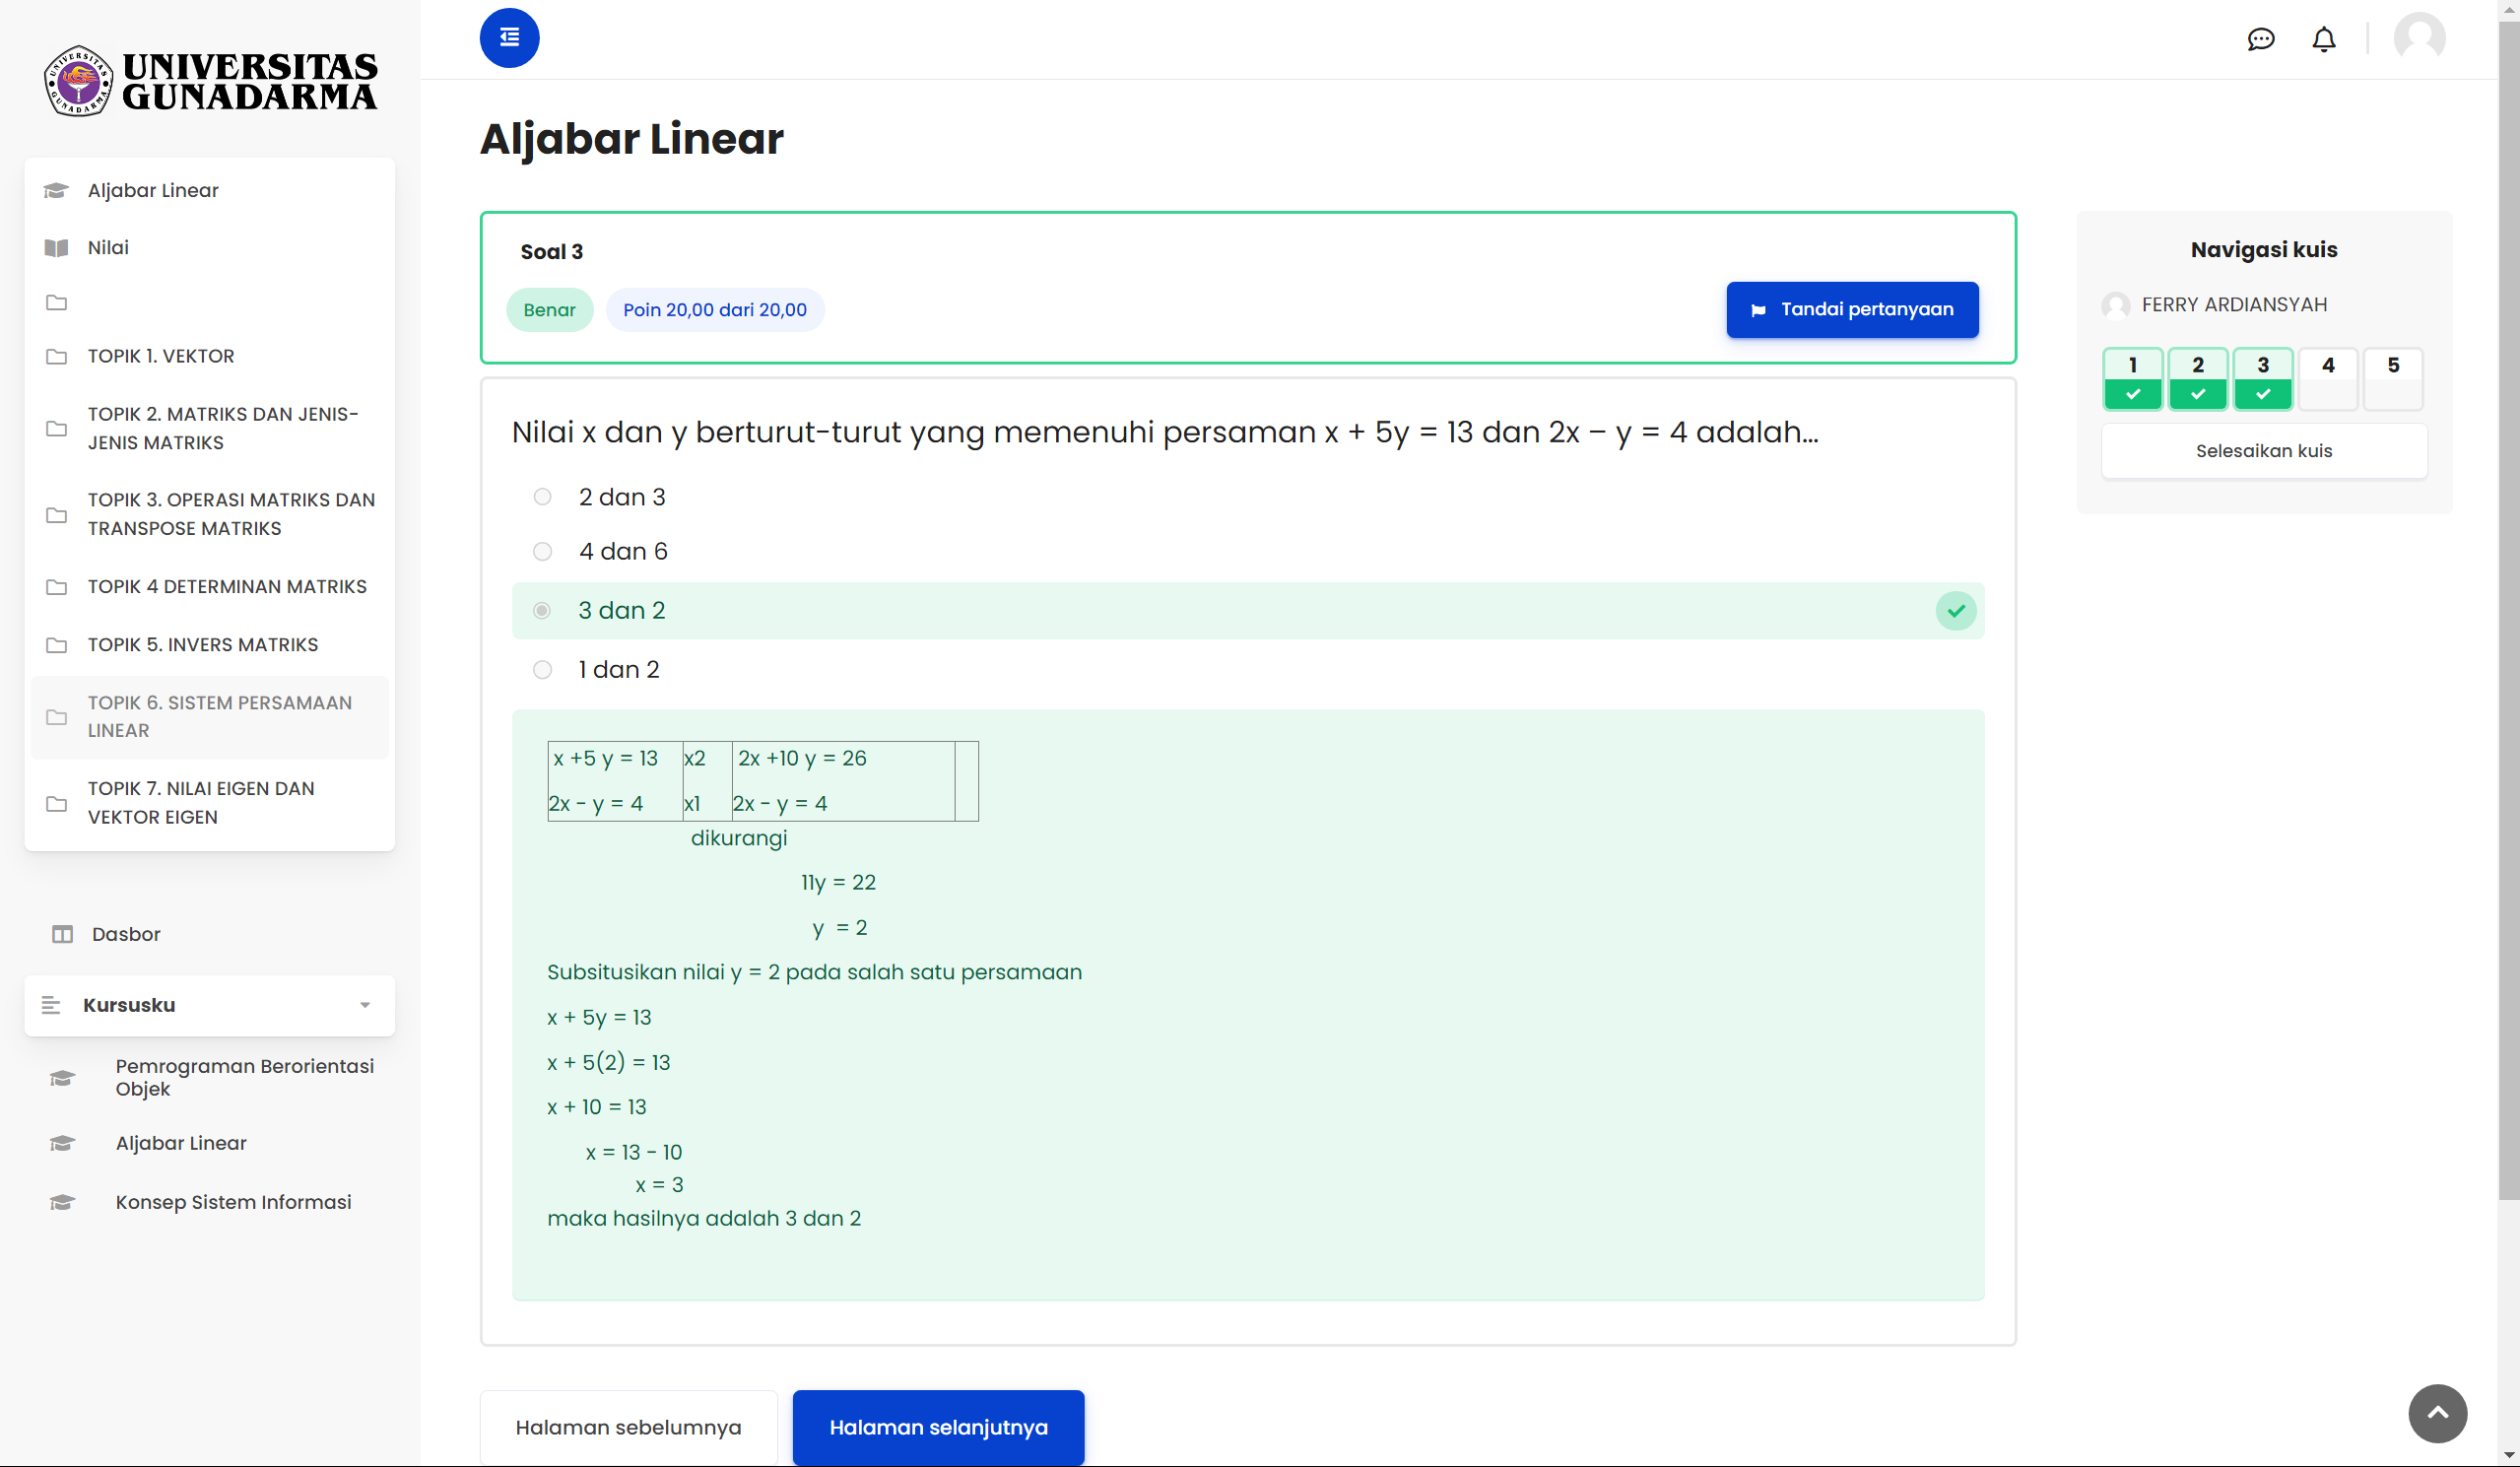 UNIVERSITAS
GUNADARMA
Aljabar Linear
Nilai
TOPIK 1. VEKTOR
TOPIK 2. MATRIKS DAN JENIS-
JENIS MATRIKS
TOPIK 3. OPERASI MATRIKS DAN
TRANSPOSE MATRIKS
TOPIK 4 DETERMINAN MATRIKS
TOPIK 5. INVERS MATRIKS
TOPIK 6. SISTEM PERSAMAAN
LINEAR
TOPIK 7. NILAI EIGEN DAN
VEKTOR EIGEN
Dasbor
Kursusku
Pemrograman Berorientasi
Objek
Aljabar Linear
Konsep Sistem Informasi
Aljabar Linear
Soal 3
Benar
Poin 20,00 dari 20,00
Tandai pertanyaan
Nilai x dan y berturut-turut yang memenuhi persaman x + 5y = 13 dan 2x – y = 4 adalah...
2 dan 3
4 dan 6
3 dan 2
1 dan 2
x +5 y = 13 x2 2x +10 y = 26
2x - y = 4 x1 2x - y = 4
dikurangi
11y = 22
y = 2
Subsitusikan nilai y = 2 pada salah satu persamaan
x + 5y = 13
x + 5(2) = 13
x + 10 = 13
x = 13 - 10
x = 3
maka hasilnya adalah 3 dan 2
Halaman sebelumnya
Halaman selanjutnya
Navigasi kuis
FERRY ARDIANSYAH
1 2 3 4 5
Selesaikan kuis